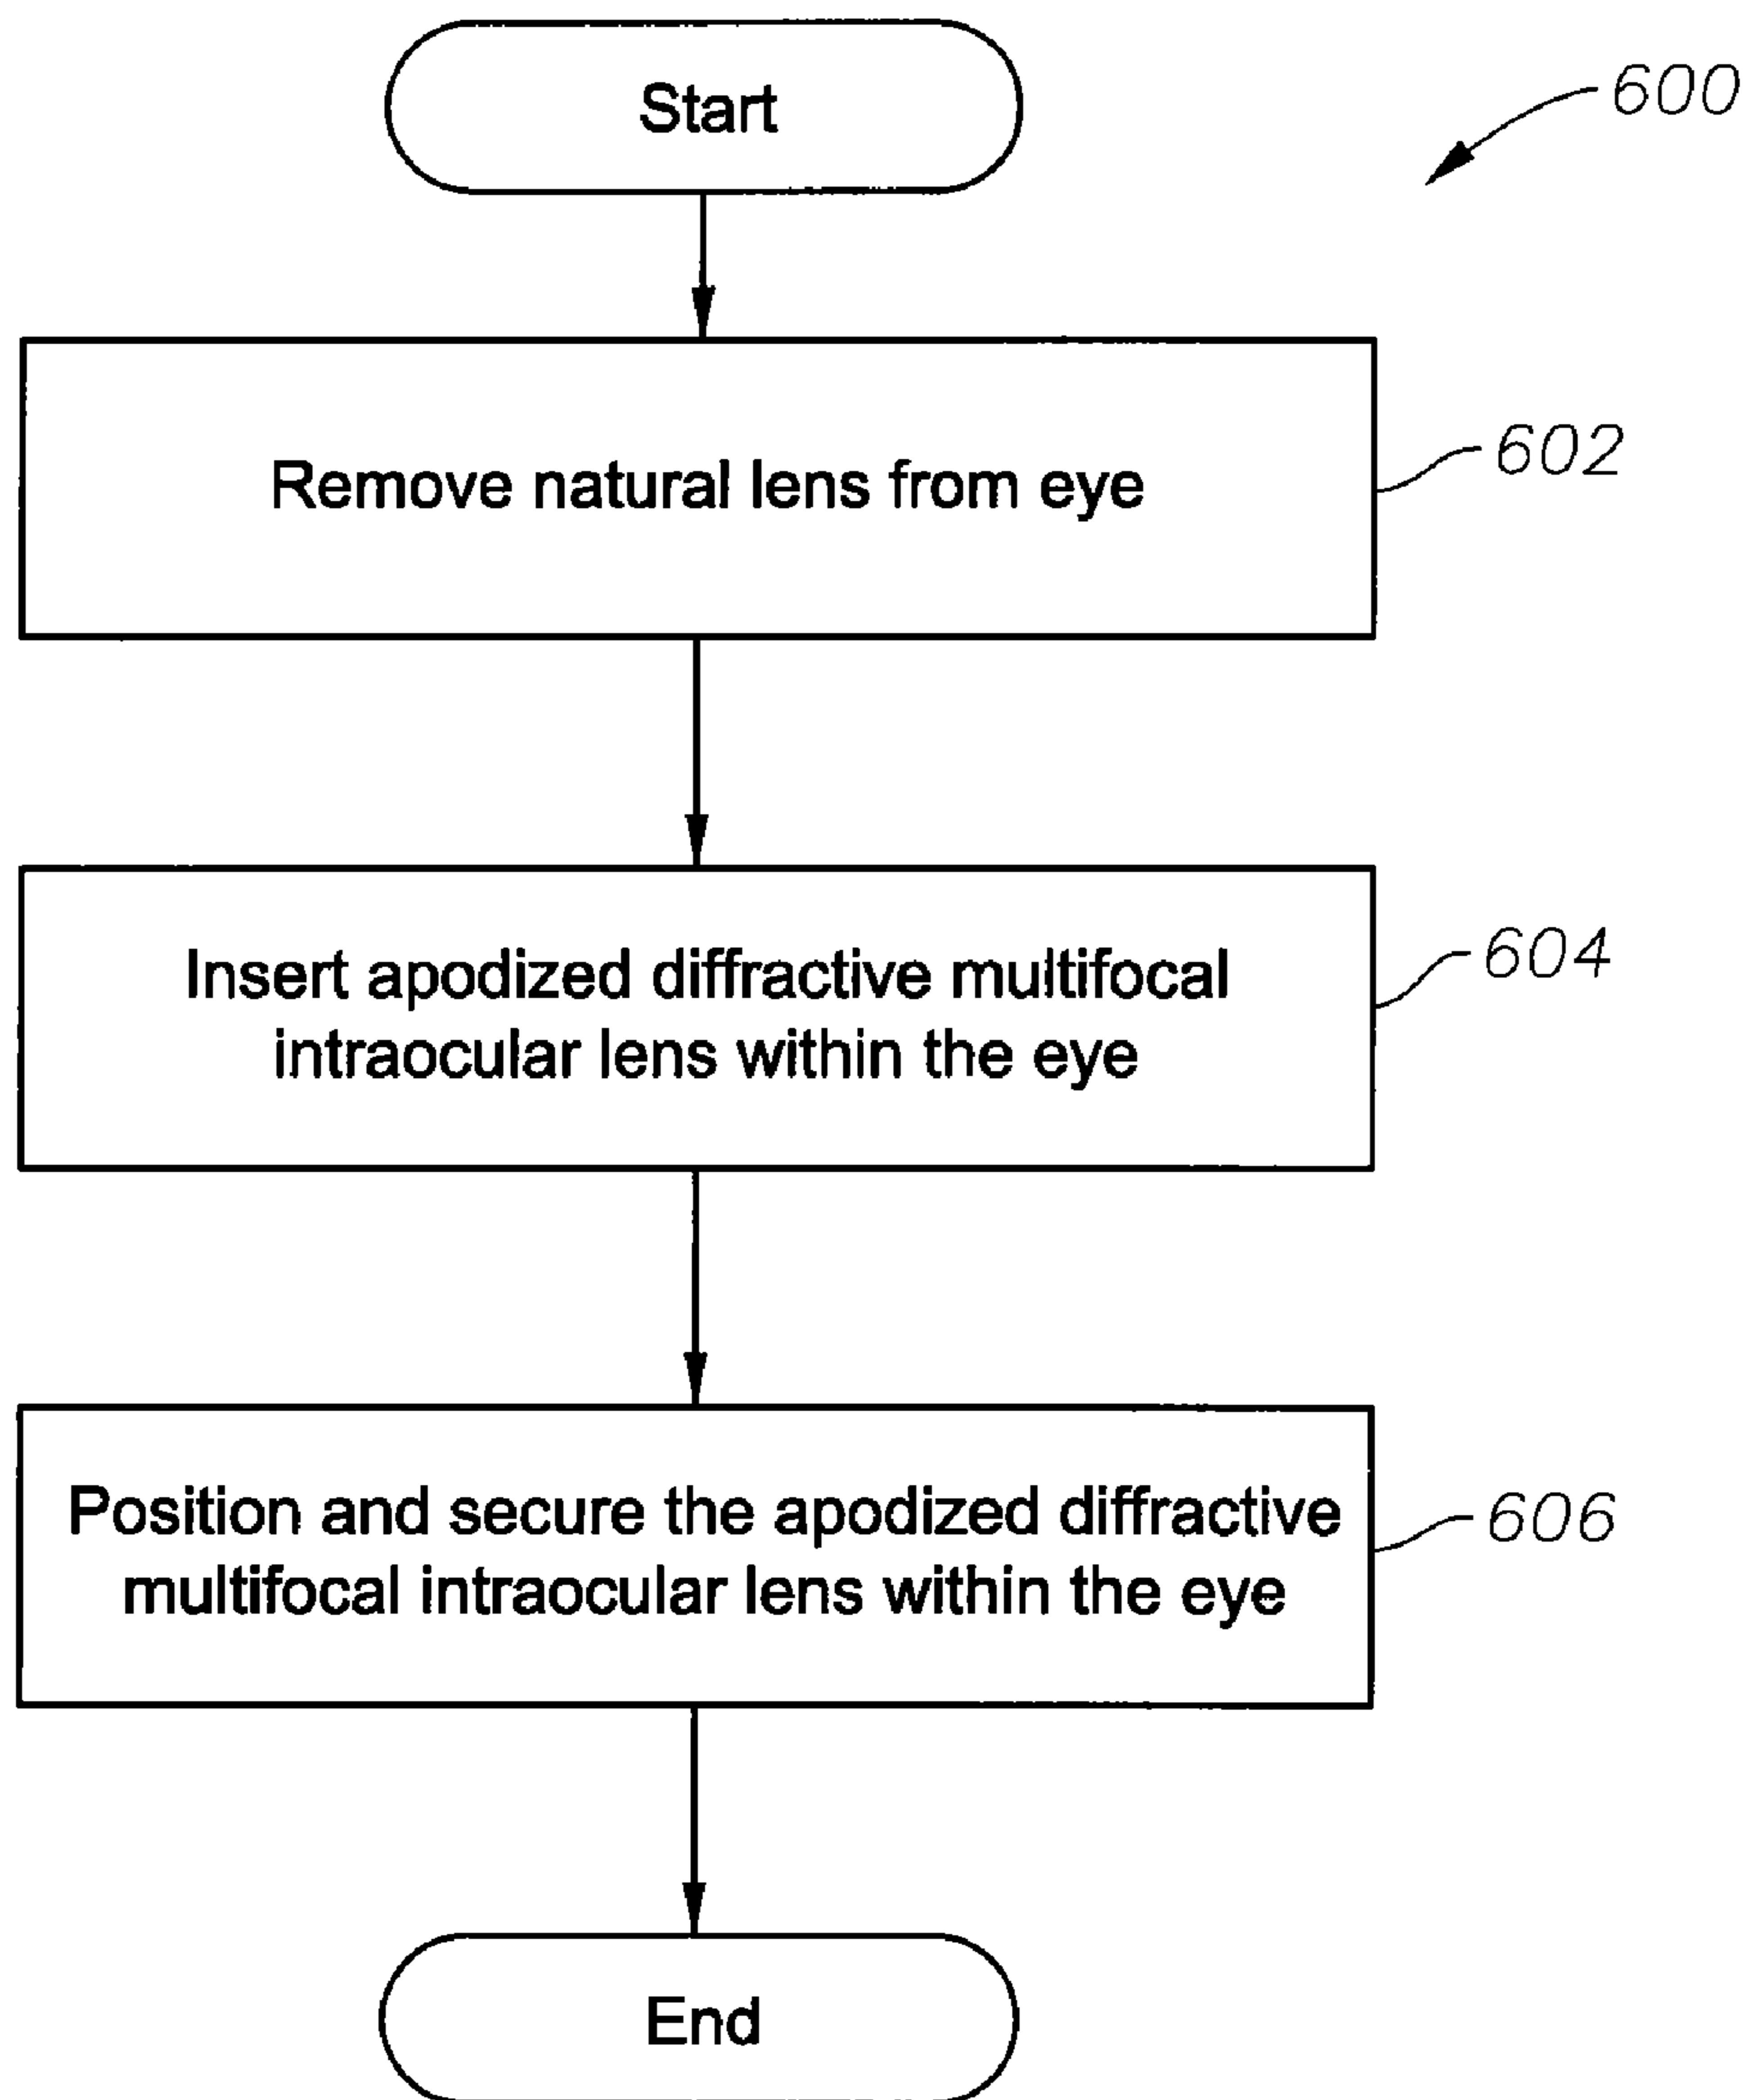 Start
600
Remove natural lens from eye
602
Insert apodized diffractive multifocal
intraocular lens within the eye
604
Position and secure the apodized diffractive
multifocal intraocular lens within the eye
606
End